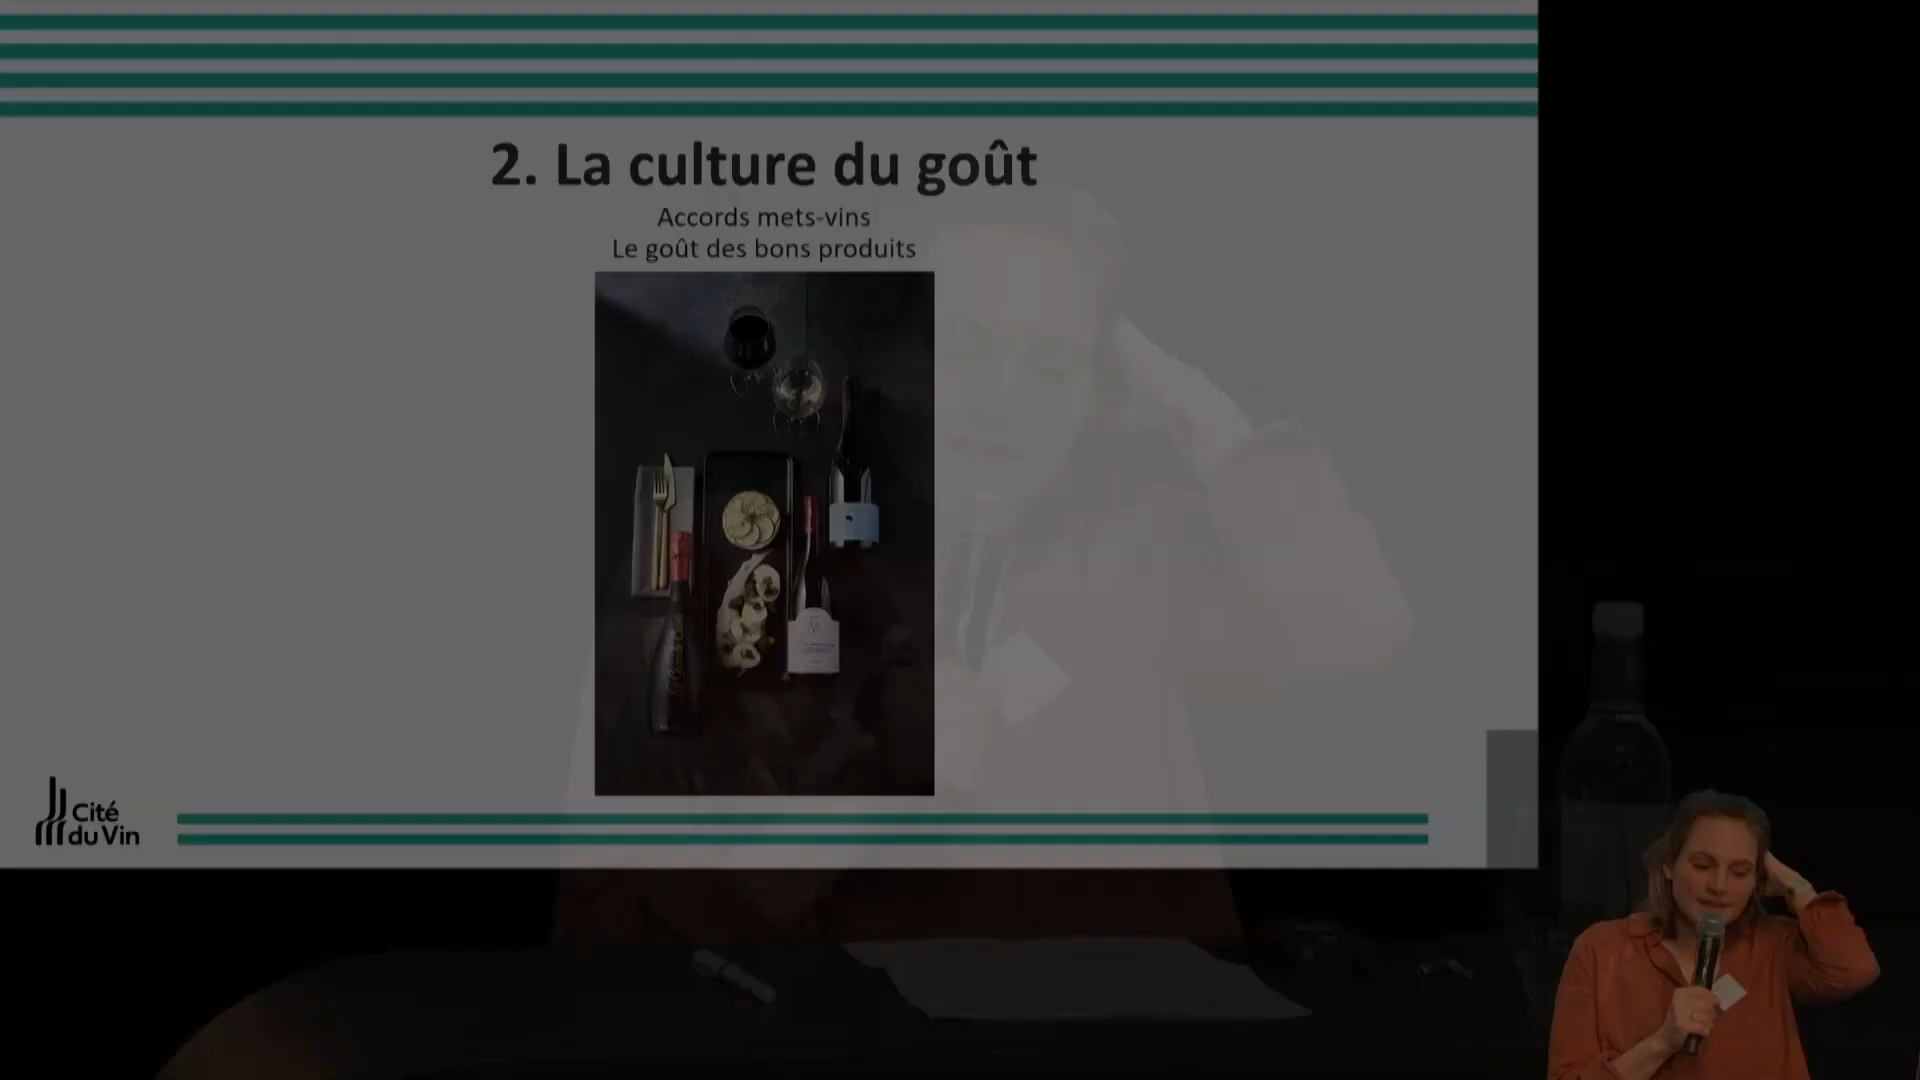 2. La culture du goût
Accords mets-vins
Le goût des bons produits
Cité
du Vin